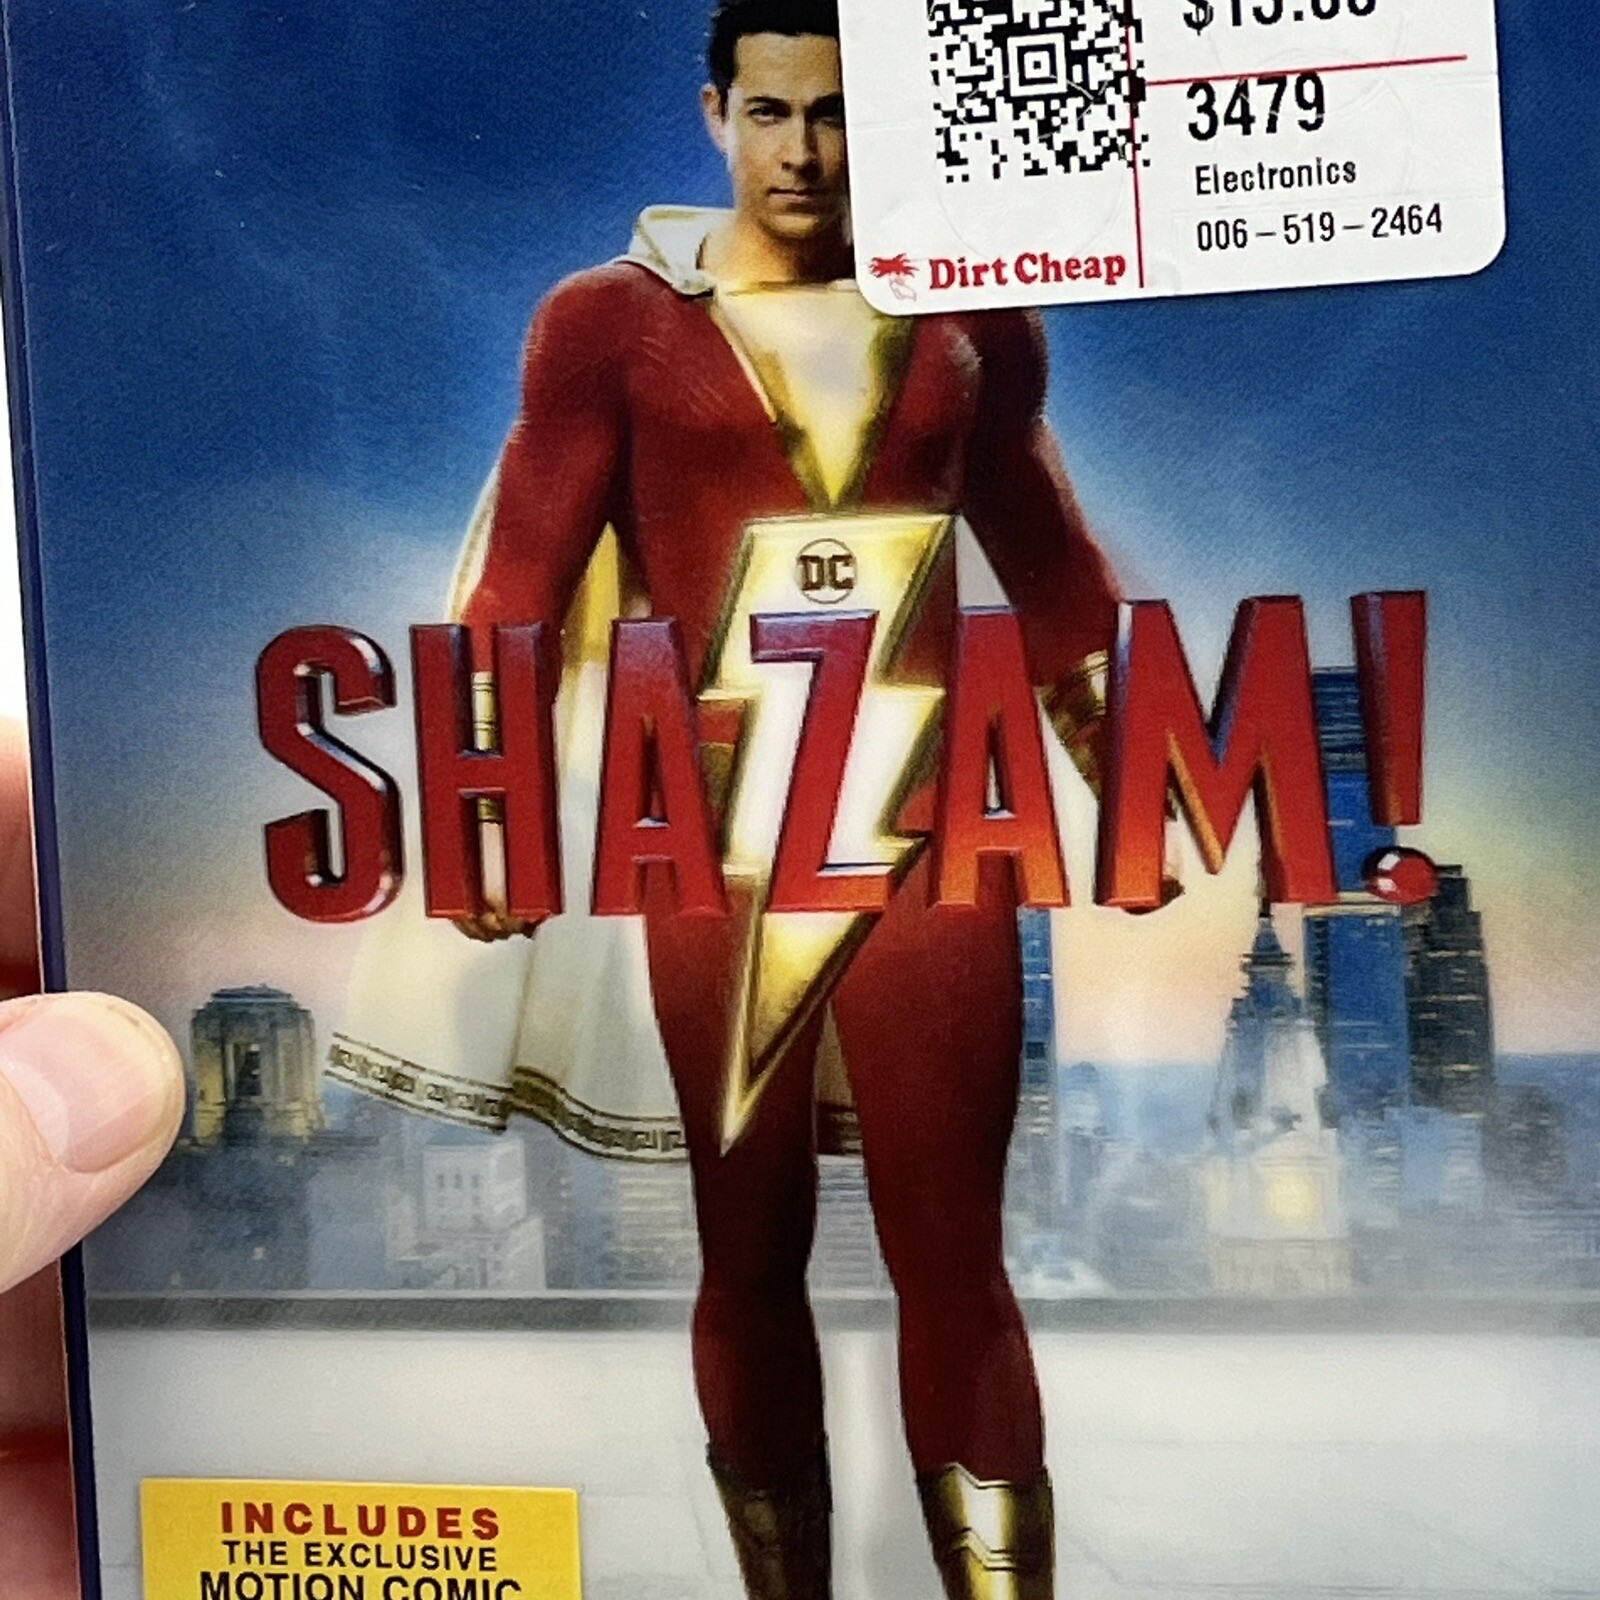 3479
Electronics
006-519-2464
Dirt Cheap
DC
SHAZAM!
INCLUDES
THE EXCLUSIVE
MOTION COMIC